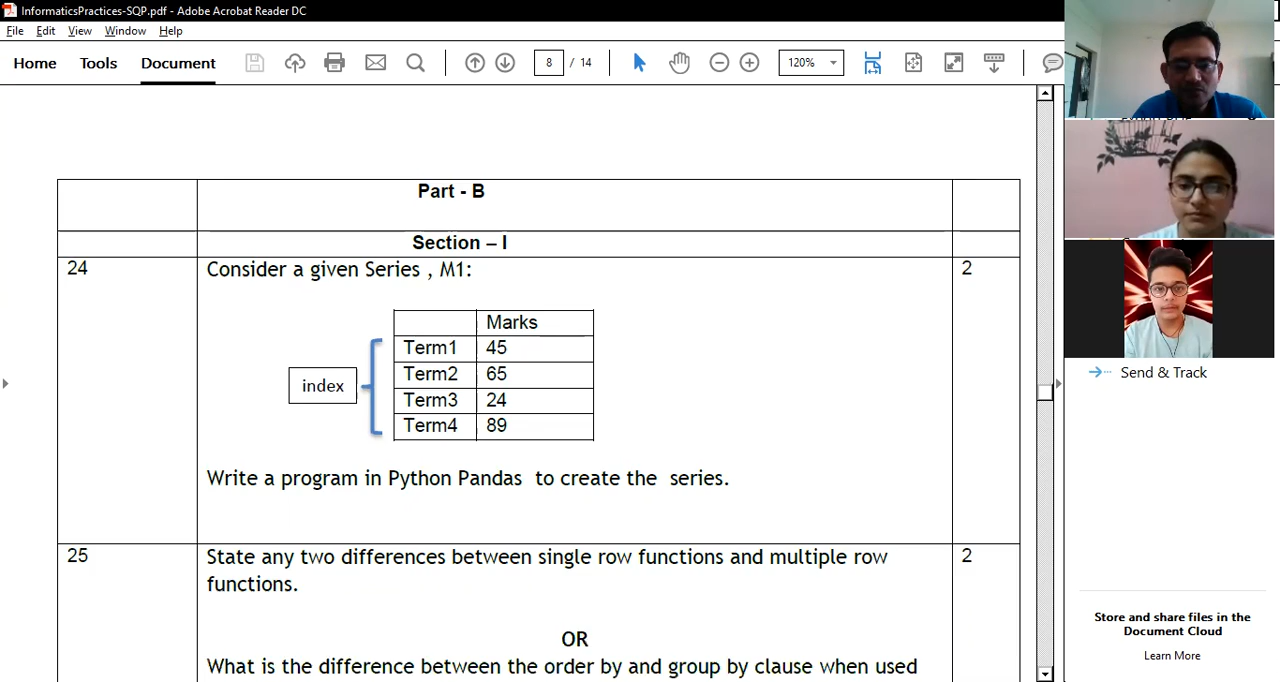 InformaticsPractices-SQP.pdf - Adobe Acrobat Reader DC
File Edit View Window Help
Home Tools Document 8 / 14 120%
Part - B
Section – I
24 Consider a given Series , M1: 2
Marks
Term1 45
Term2 65
index
Term3 24
Term4 89
Write a program in Python Pandas to create the series.
25 State any two differences between single row functions and multiple row 2
functions.
OR
What is the difference between the order by and group by clause when used
Send & Track
Store and share files in the
Document Cloud
Learn More